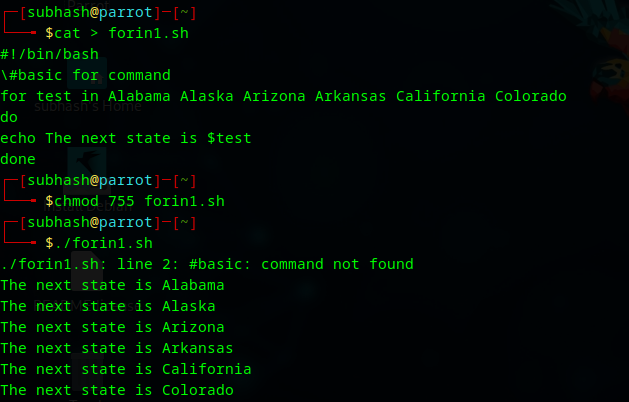 ┌─[subhash@parrot]─[~]
└──╼ $cat > forin1.sh
#!/bin/bash
\#basic for command
for test in Alabama Alaska Arizona Arkansas California Colorado
do
echo The next state is $test
done
┌─[subhash@parrot]─[~]
└──╼ $chmod 755 forin1.sh
┌─[subhash@parrot]─[~]
└──╼ $./forin1.sh
./forin1.sh: line 2: #basic: command not found
The next state is Alabama
The next state is Alaska
The next state is Arizona
The next state is Arkansas
The next state is California
The next state is Colorado